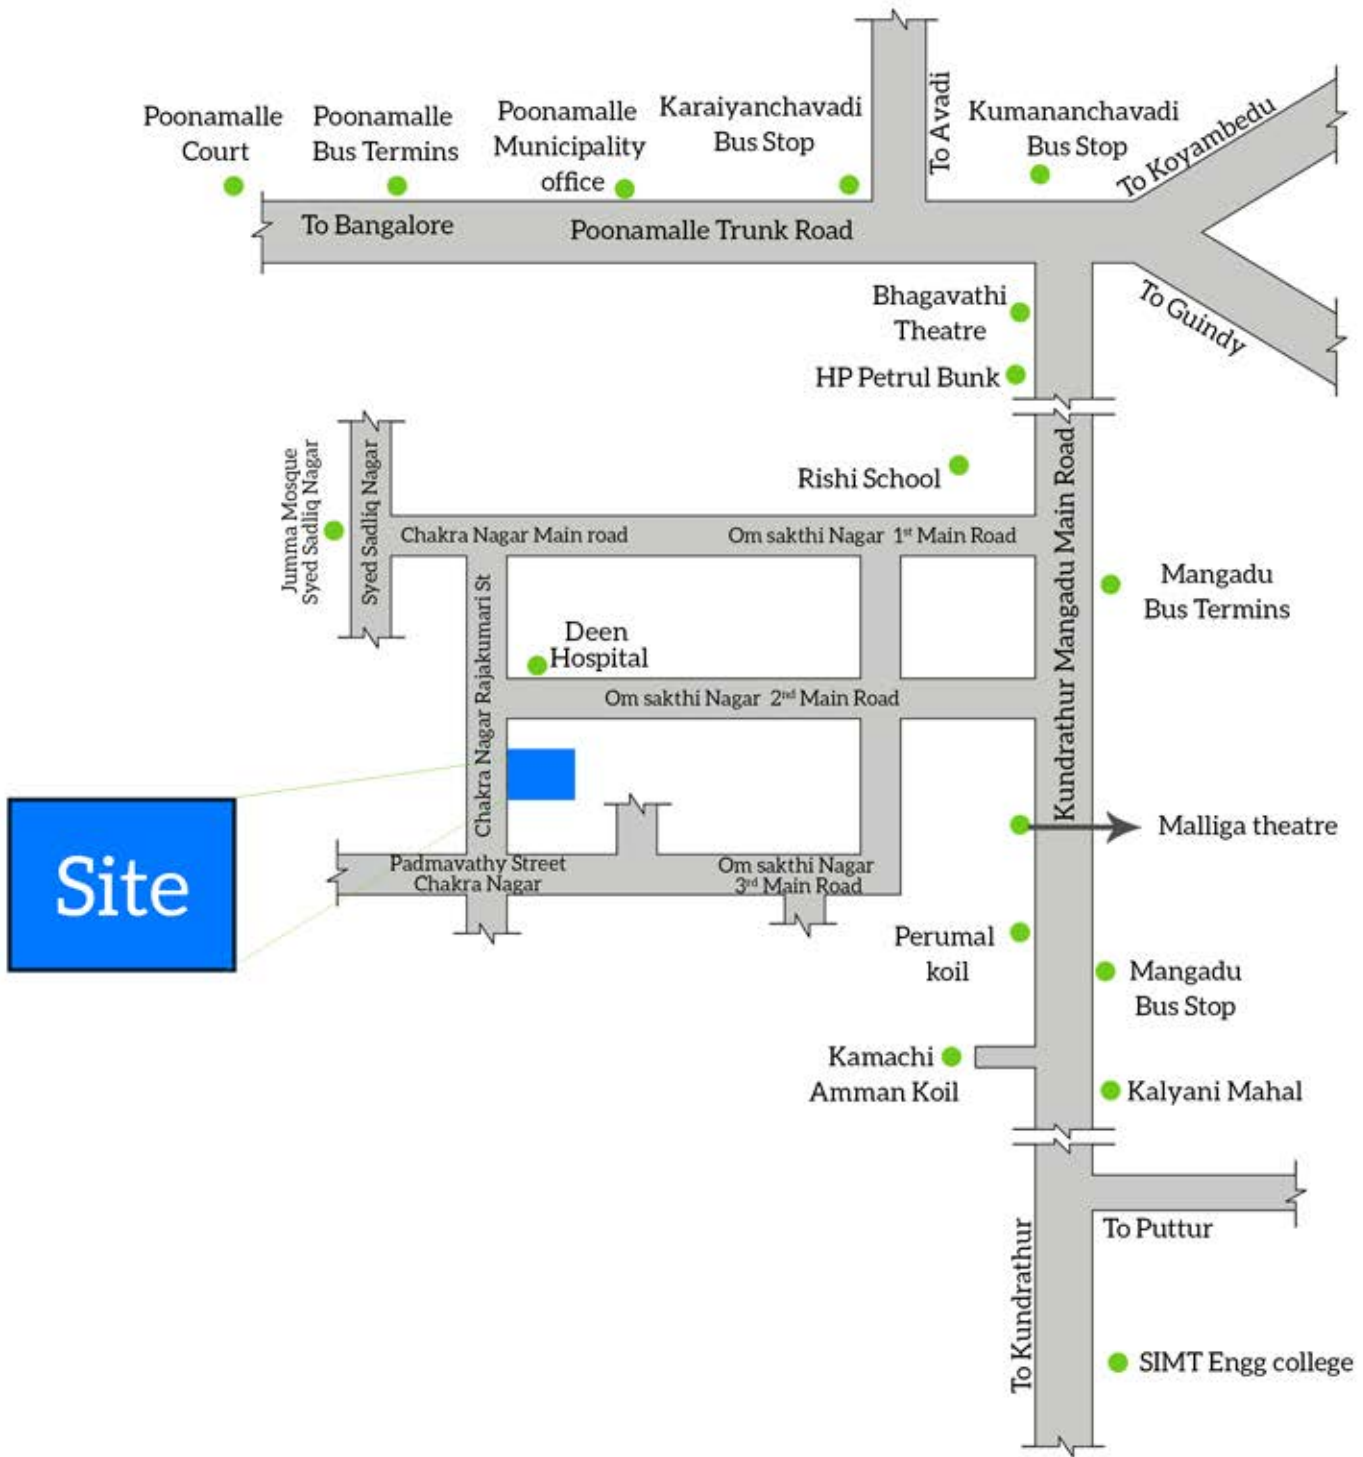 Poonamalle
Court
Poonamalle
Bus Termins
Poonamalle
Municipality
office
Karaiyanchavadi
Bus Stop
To Avadi
Kumananchavadi
Bus Stop
To Koyambedu
To Bangalore
Poonamalle Trunk Road
To Guindy
Bhagavathi
Theatre
HP Petrul Bunk
Rishi School
Jumma Mosque
Syed Sadliq Nagar
Syed Sadliq Nagar
Chakra Nagar Main road
Om sakthi Nagar 1st Main Road
Kundrathur Mangadu Main Road
Mangadu
Bus Termins
Chakra Nagar Rajakumari St
Deen
Hospital
Om sakthi Nagar 2nd Main Road
Site
Malliga theatre
Padmavathy Street
Chakra Nagar
Om sakthi Nagar
3rd Main Road
Perumal
koil
Mangadu
Bus Stop
Kamachi
Amman Koil
Kalyani Mahal
To Puttur
To Kundrathur
SIMT Engg college